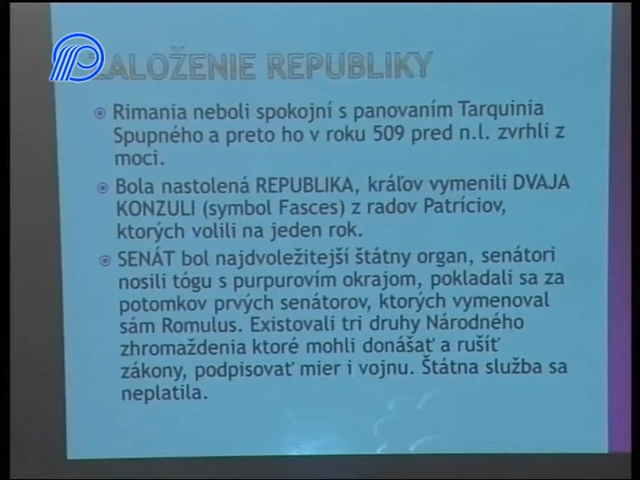 ZALOŽENIE REPUBLIKY
Rimania neboli spokojní s panovaním Tarquinia
Spupného a preto ho v roku 509 pred n.l. zvrhli z
moci.
Bola nastolená REPUBLIKA, kráľov vymenili DVAJA
KONZULI (symbol Fasces) z radov Patríciov,
ktorých volili na jeden rok.
SENÁT bol najdvoležitejší štátny organ, senátori
nosili tógu s purpurovím okrajom, pokladali sa za
potomkov prvých senátorov, ktorých vymenoval
sám Romulus. Existovali tri druhy Národného
zhromaždenia ktoré mohli donášať a rušíť
zákony, podpisovať mier i vojnu. Štátna služba sa
neplatila.